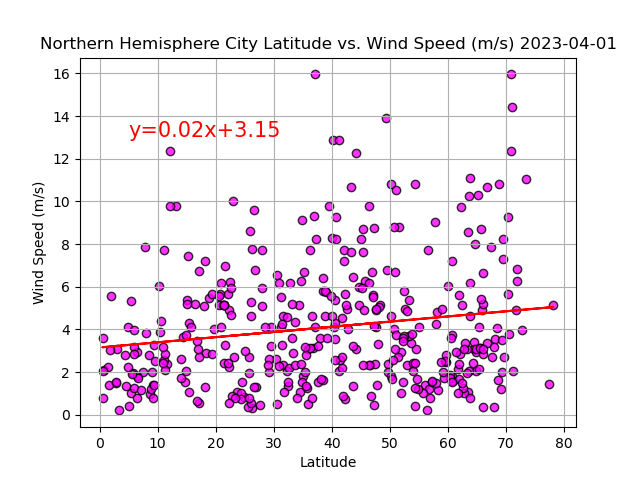 Northern Hemisphere City Latitude vs. Wind Speed (m/s) 2023-04-01
16
14
y=0.02x+3.15
12
10
8
6
4
2
0
Wind Speed (m/s)
0 10 20 30 40 50 60 70 80
Latitude